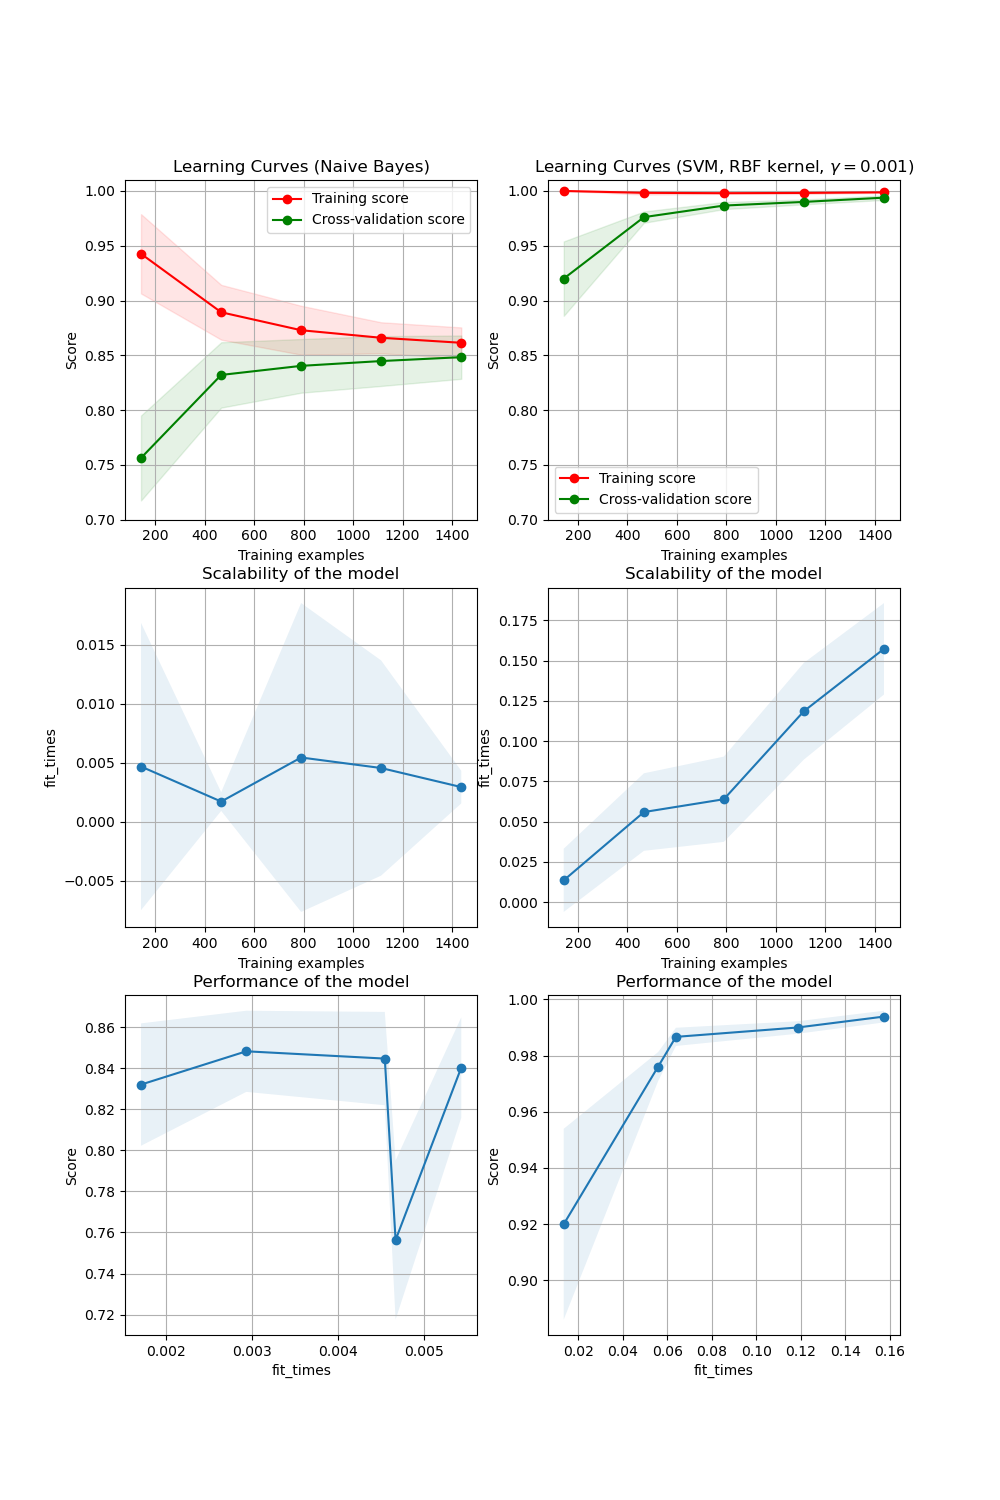 Learning Curves (Naive Bayes)
1.00
0.95
0.90
0.85
0.80
0.75
0.70
Score
Training score
Cross-validation score
200 400 600 800 1000 1200 1400
Training examples
Learning Curves (SVM, RBF kernel, γ = 0.001)
1.00
0.95
0.90
0.85
0.80
0.75
0.70
Score
Training score
Cross-validation score
200 400 600 800 1000 1200 1400
Training examples
Scalability of the model
0.015
0.010
0.005
0.000
−0.005
fit_times
200 400 600 800 1000 1200 1400
Training examples
Scalability of the model
0.175
0.150
0.125
0.100
0.075
0.050
0.025
0.000
fit_times
200 400 600 800 1000 1200 1400
Training examples
Performance of the model
0.86
0.84
0.82
0.80
0.78
0.76
0.74
0.72
Score
0.002 0.003 0.004 0.005
fit_times
Performance of the model
1.00
0.98
0.96
0.94
0.92
0.90
Score
0.02 0.04 0.06 0.08 0.10 0.12 0.14 0.16
fit_times